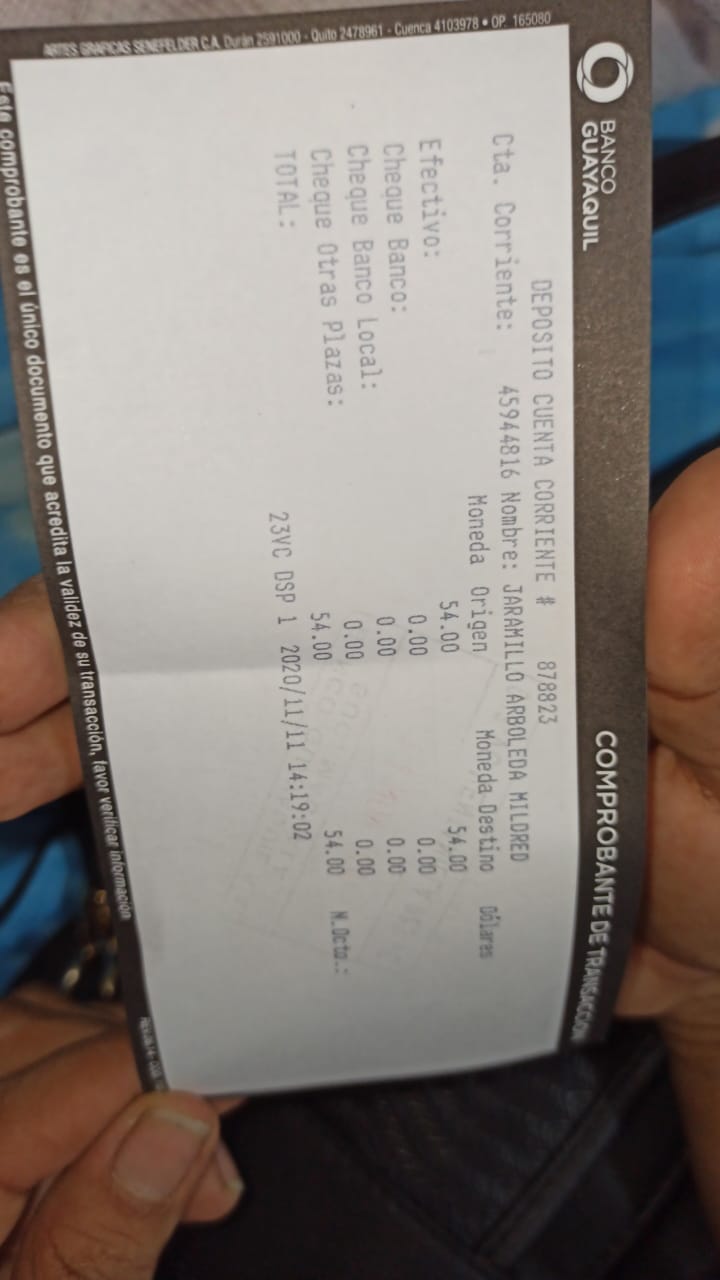 ARTES GRAFICAS SENEFELDER C.A. Durán 2591000 - Quito 2478961 - Cuenca 4103978 • OP. 165080
BANCO
GUAYAQUIL
COMPROBANTE DE TRANSACCIÓN
DEPOSITO CUENTA CORRIENTE # 878823
Cta. Corriente: 45944816 Nombre: JARAMILLO ARBOLEDA MILDRED
Moneda Origen Moneda Destino Dólares
Efectivo: 54.00 54.00
Cheque Banco: 0.00 0.00
Cheque Banco Local: 0.00 0.00
Cheque Otras Plazas: 0.00 0.00
TOTAL: 54.00 54.00 N.Octo.:
23VC DSP 1 2020/11/11 14:19:02
Este comprobante es el único documento que acredita la validez de su transacción, favor verificar información